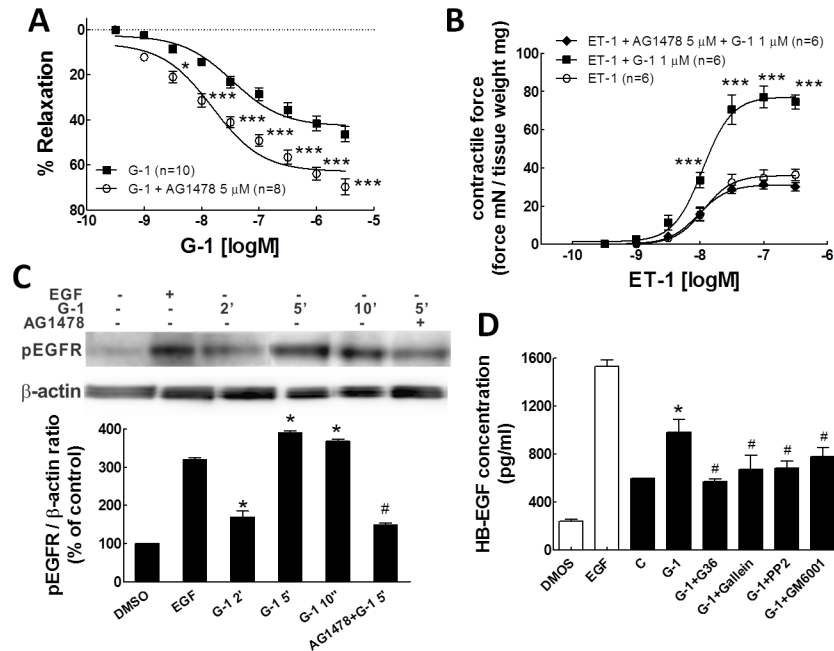 A
0
20
40
60
80
% Relaxation
*
***
***
***
***
***
***
G-1 (n=10)
G-1 + AG1478 5 μM (n=8)
-10 -9 -8 -7 -6 -5
G-1 [logM]
B
ET-1 + AG1478 5 μM + G-1 1 μM (n=6)
ET-1 + G-1 1 μM (n=6)
ET-1 (n=6)
100
80
60
40
20
0
contractile force
(force mN / tissue weight mg)
***
***
***
***
-10 -9 -8 -7 -6
ET-1 [logM]
C
EGF - + - - - -
G-1 - - 2' 5' 10' 5'
AG1478 - - - - - +
pEGFR
β-actin
400
300
200
100
0
pEGFR / β-actin ratio
(% of control)
*
*
*
#
DMSO
EGF
G-1 2'
G-1 5'
G-1 10"
AG1478+G-1 5'
D
1600
1200
800
400
0
HB-EGF concentration
(pg/ml)
*
#
#
#
#
DMOS
EGF
C
G-1
G-1+G36
G-1+Gallein
G-1+PP2
G-1+GM6001